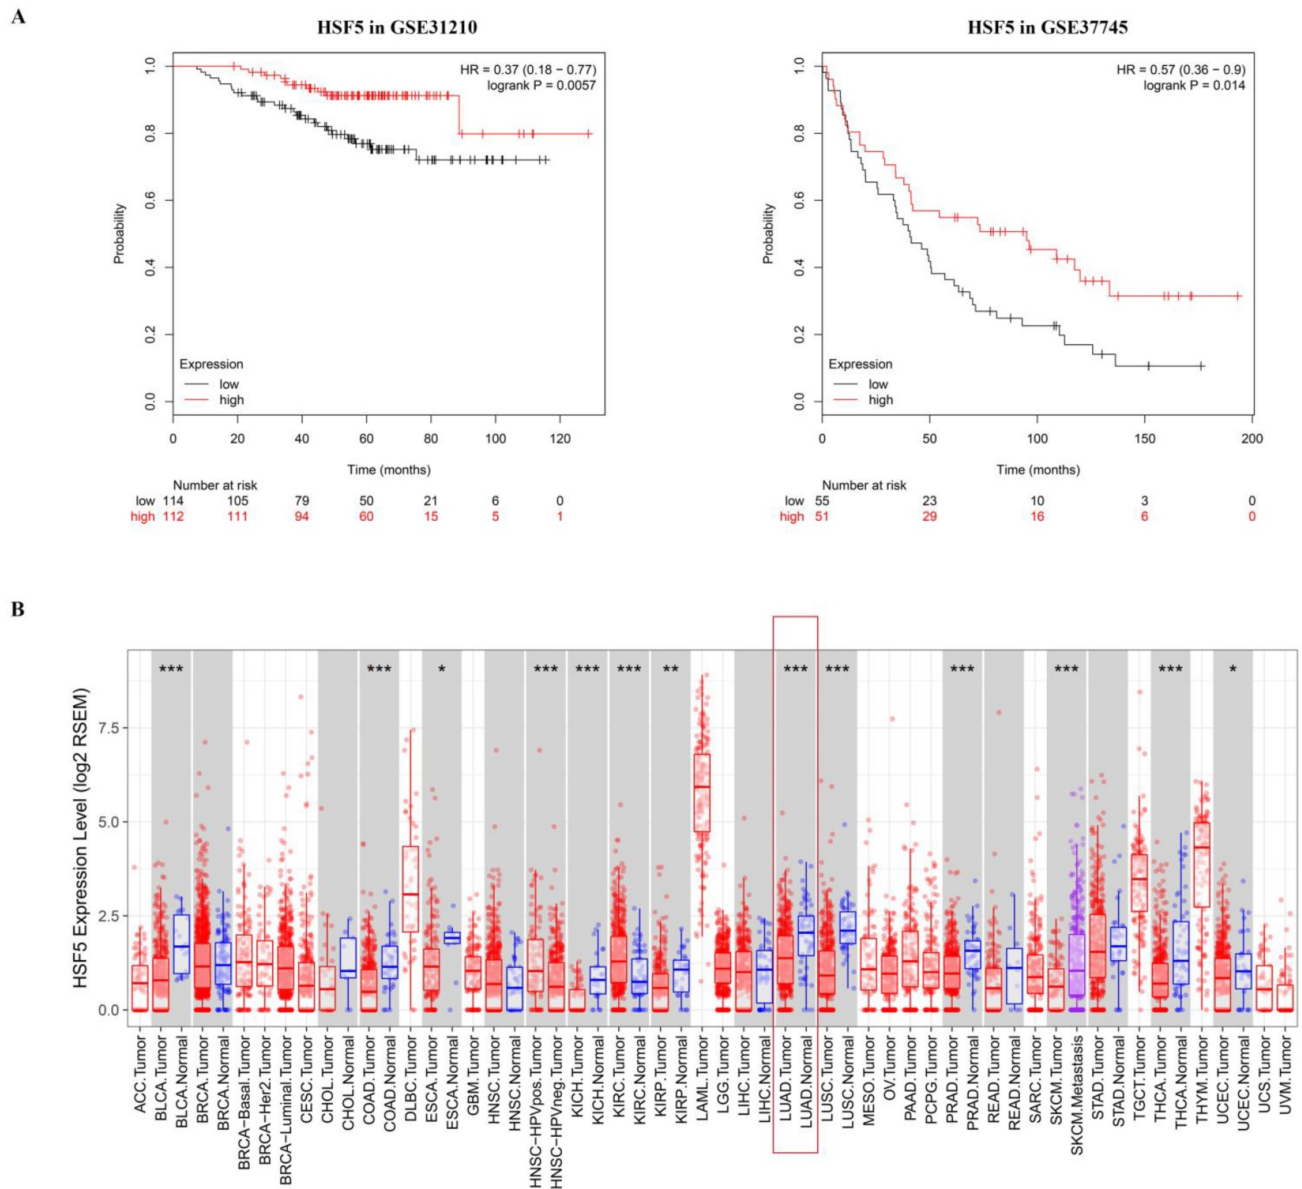 A
HSF5 in GSE31210
HR = 0.37 (0.18 − 0.77)
logrank P = 0.0057
Probability
1.0
0.8
0.6
0.4
0.2
0.0
Expression
low
high
0 20 40 60 80 100 120
Time (months)
Number at risk
low 114 105 79 50 21 6 0
high 112 111 94 60 15 5 1
HSF5 in GSE37745
HR = 0.57 (0.36 − 0.9)
logrank P = 0.014
Probability
1.0
0.8
0.6
0.4
0.2
0.0
Expression
low
high
0 50 100 150 200
Time (months)
Number at risk
low 55 23 10 3 0
high 51 29 16 6 0
B
HSF5 Expression Level (log2 RSEM)
7.5
5.0
2.5
0.0
*** *** * *** *** *** ** *** *** *** *** *** *
ACC.Tumor
BLCA.Tumor
BLCA.Normal
BRCA.Tumor
BRCA.Normal
BRCA−Basal.Tumor
BRCA−Her2.Tumor
BRCA−Luminal.Tumor
CESC.Tumor
CHOL.Tumor
CHOL.Normal
COAD.Tumor
COAD.Normal
DLBC.Tumor
ESCA.Tumor
ESCA.Normal
GBM.Tumor
HNSC.Tumor
HNSC.Normal
HNSC−HPVpos.Tumor
HNSC−HPVneg.Tumor
KICH.Tumor
KICH.Normal
KIRC.Tumor
KIRC.Normal
KIRP.Tumor
KIRP.Normal
LAML.Tumor
LGG.Tumor
LIHC.Tumor
LIHC.Normal
LUAD.Tumor
LUAD.Normal
LUSC.Tumor
LUSC.Normal
MESO.Tumor
OV.Tumor
PAAD.Tumor
PCPG.Tumor
PRAD.Tumor
PRAD.Normal
READ.Tumor
READ.Normal
SARC.Tumor
SKCM.Tumor
SKCM.Metastasis
STAD.Tumor
STAD.Normal
TGCT.Tumor
THCA.Tumor
THCA.Normal
THYM.Tumor
UCEC.Tumor
UCEC.Normal
UCS.Tumor
UVM.Tumor